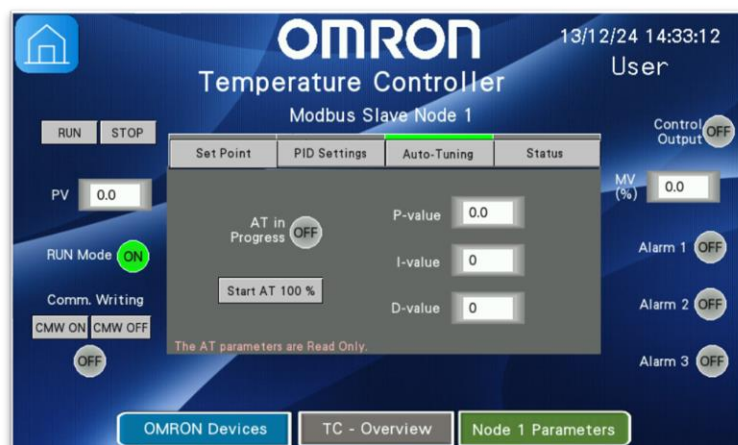 OMRON
13/12/24 14:33:12
User
Temperature Controller
Modbus Slave Node 1
RUN STOP
Control
Output OFF
Set Point PID Settings Auto-Tuning Status
PV 0.0
MV
(%) 0.0
AT in
Progress OFF
P-value 0.0
RUN Mode ON
I-value 0
Alarm 1 OFF
Start AT 100 %
Comm. Writing
D-value 0
Alarm 2 OFF
CMW ON CMW OFF
The AT parameters are Read Only.
OFF
Alarm 3 OFF
OMRON Devices TC - Overview Node 1 Parameters